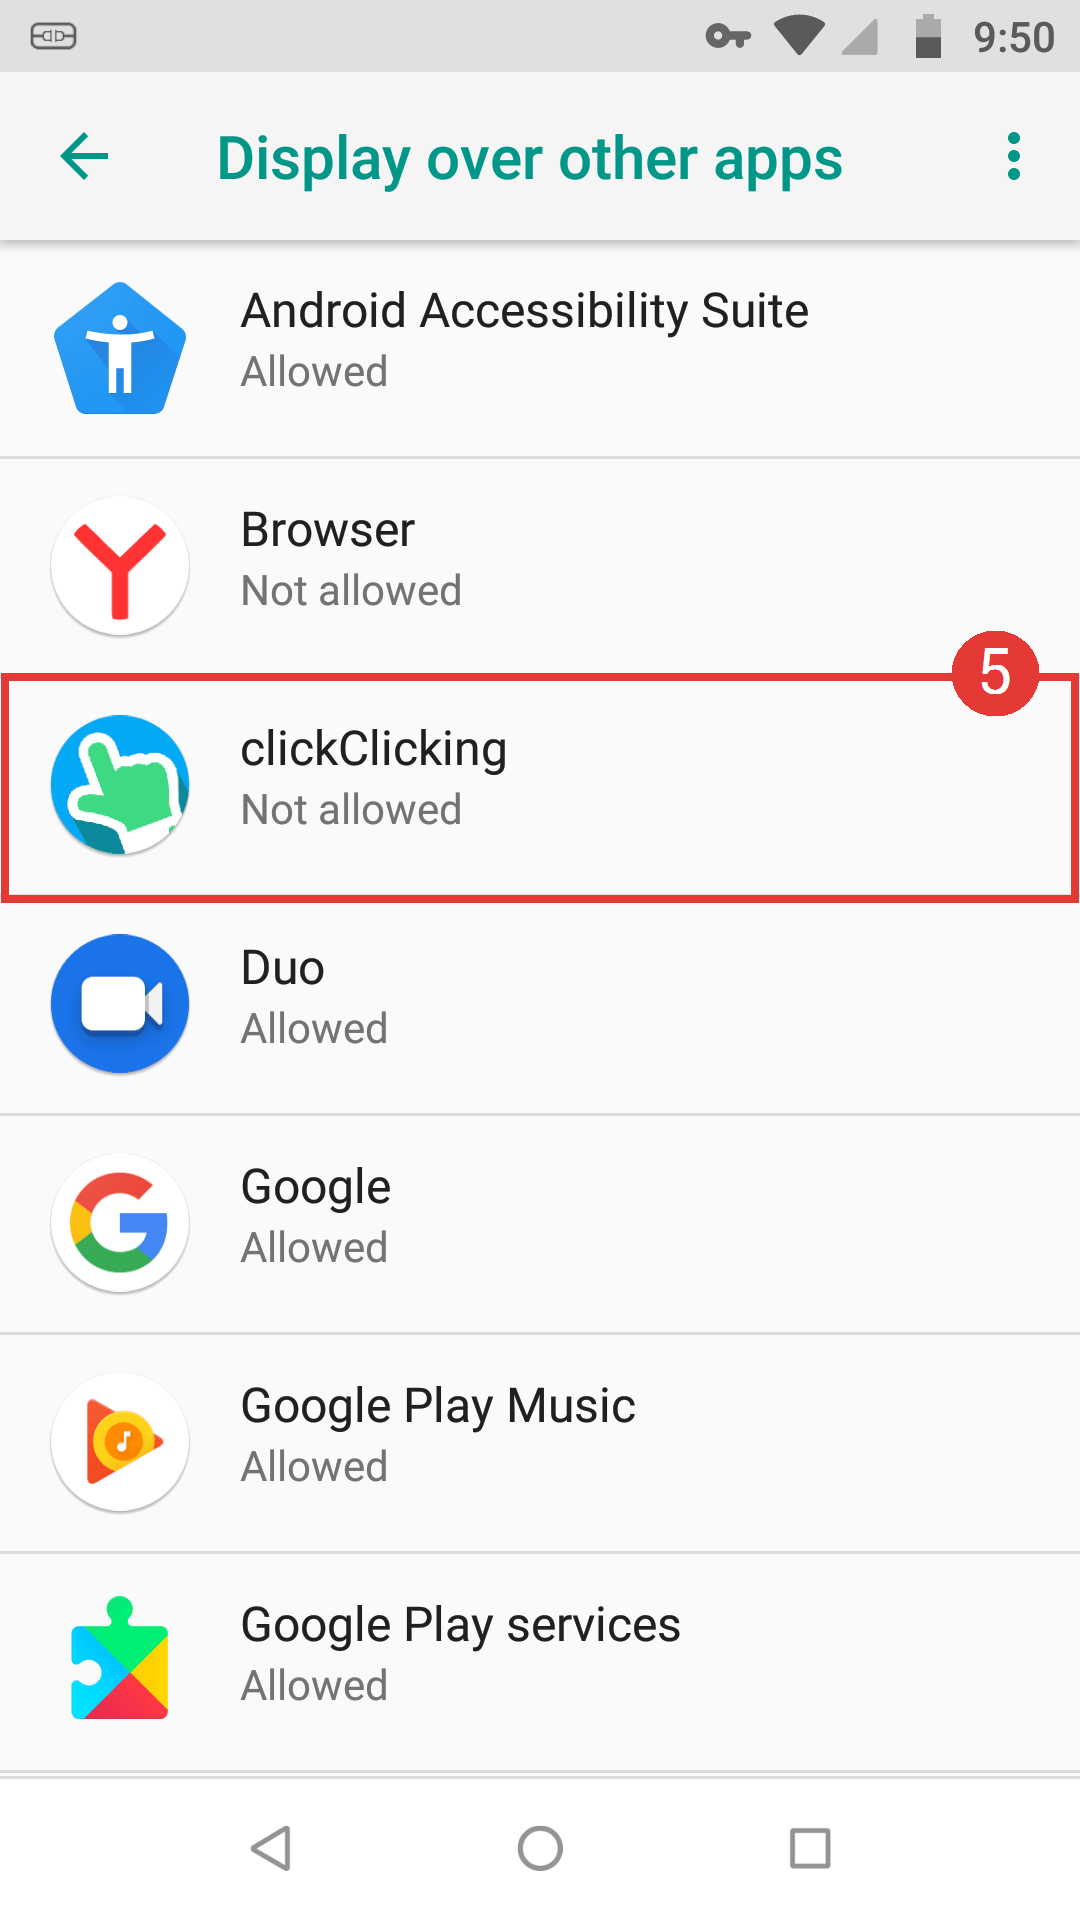 9:50
Display over other apps
Android Accessibility Suite
Allowed
Browser
Not allowed
5
clickClicking
Not allowed
Duo
Allowed
Google
Allowed
Google Play Music
Allowed
Google Play services
Allowed